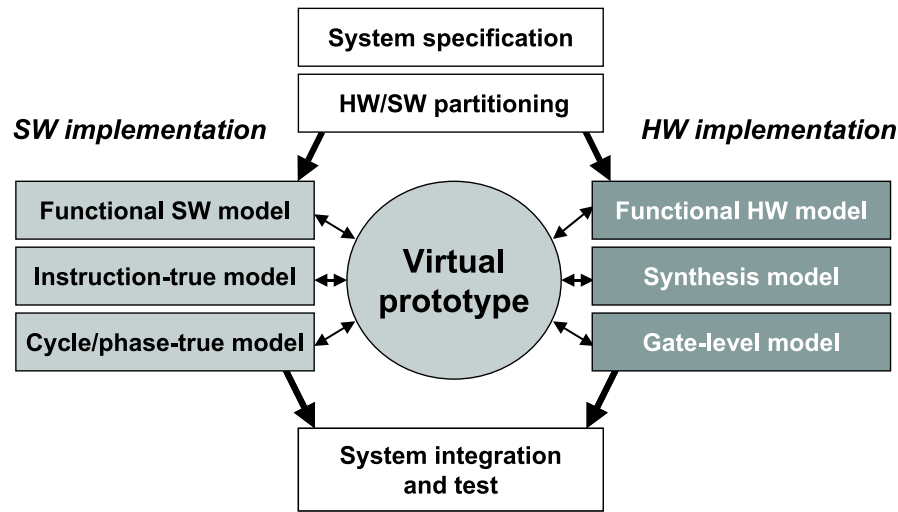 System specification
HW/SW partitioning
SW implementation
HW implementation
Functional SW model
Instruction-true model
Cycle/phase-true model
Virtual
prototype
Functional HW model
Synthesis model
Gate-level model
System integration
and test